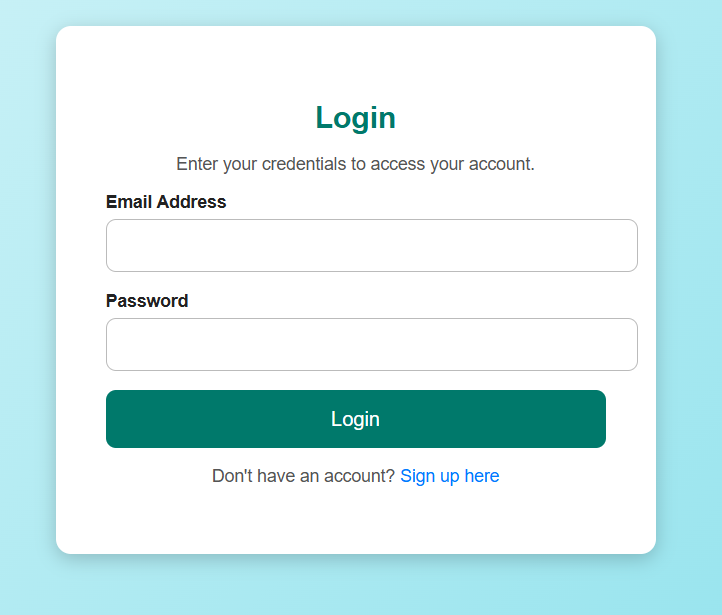 Login
Enter your credentials to access your account.
Email Address
Password
Login
Don't have an account? Sign up here